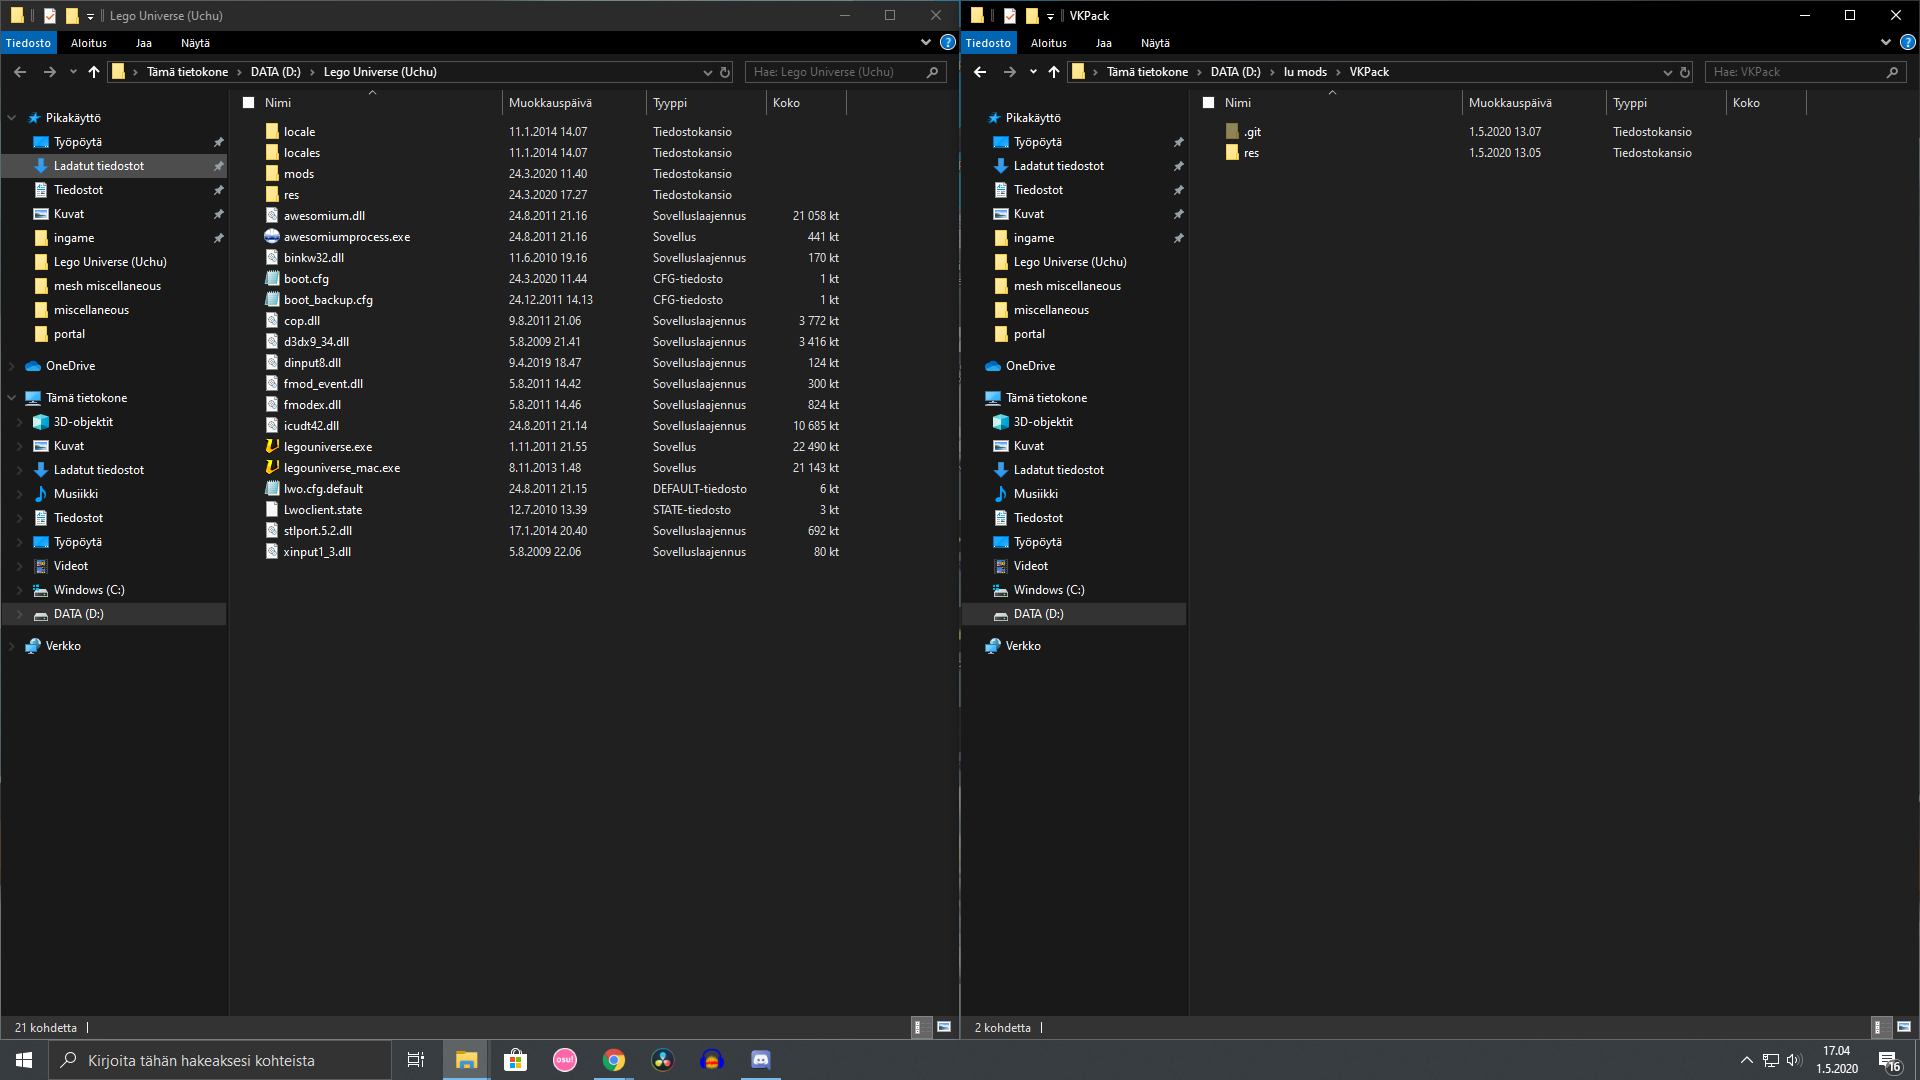 Lego Universe (Uchu)
Tiedosto Aloitus Jaa Näytä
Tämä tietokone DATA (D:) Lego Universe (Uchu) Hae: Lego Universe (Uchu)
Pikakäyttö
Työpöytä
Ladatut tiedostot
Tiedostot
Kuvat
ingame
Lego Universe (Uchu)
mesh miscellaneous
miscellaneous
portal
OneDrive
Tämä tietokone
3D-objektit
Kuvat
Ladatut tiedostot
Musiikki
Tiedostot
Työpöytä
Videot
Windows (C:)
DATA (D:)
Verkko
Nimi Muokkauspäivä Tyyppi Koko
locale 11.1.2014 14.07 Tiedostokansio
locales 11.1.2014 14.07 Tiedostokansio
mods 24.3.2020 11.40 Tiedostokansio
res 24.3.2020 17.27 Tiedostokansio
awesomium.dll 24.8.2011 21.16 Sovelluslaajennus 21 058 kt
awesomiumprocess.exe 24.8.2011 21.16 Sovellus 441 kt
binkw32.dll 11.6.2010 19.16 Sovelluslaajennus 170 kt
boot.cfg 24.3.2020 11.44 CFG-tiedosto 1 kt
boot_backup.cfg 24.12.2011 14.13 CFG-tiedosto 1 kt
cop.dll 9.8.2011 21.06 Sovelluslaajennus 3 772 kt
d3dx9_34.dll 5.8.2009 21.41 Sovelluslaajennus 3 416 kt
dinput8.dll 9.4.2019 18.47 Sovelluslaajennus 124 kt
fmod_event.dll 5.8.2011 14.42 Sovelluslaajennus 300 kt
fmodex.dll 5.8.2011 14.46 Sovelluslaajennus 824 kt
icudt42.dll 24.8.2011 21.14 Sovelluslaajennus 10 685 kt
legouniverse.exe 1.11.2011 21.55 Sovellus 22 490 kt
legouniverse_mac.exe 8.11.2013 1.48 Sovellus 21 143 kt
lwo.cfg.default 24.8.2011 21.15 DEFAULT-tiedosto 6 kt
Lwoclient.state 12.7.2010 13.39 STATE-tiedosto 3 kt
stlport.5.2.dll 17.1.2014 20.40 Sovelluslaajennus 692 kt
xinput1_3.dll 5.8.2009 22.06 Sovelluslaajennus 80 kt
21 kohdetta
VKPack
Tiedosto Aloitus Jaa Näytä
Tämä tietokone DATA (D:) lu mods VKPack Hae: VKPack
Pikakäyttö
Työpöytä
Ladatut tiedostot
Tiedostot
Kuvat
ingame
Lego Universe (Uchu)
mesh miscellaneous
miscellaneous
portal
OneDrive
Tämä tietokone
3D-objektit
Kuvat
Ladatut tiedostot
Musiikki
Tiedostot
Työpöytä
Videot
Windows (C:)
DATA (D:)
Verkko
Nimi Muokkauspäivä Tyyppi Koko
.git 1.5.2020 13.07 Tiedostokansio
res 1.5.2020 13.05 Tiedostokansio
2 kohdetta
Kirjoita tähän hakeaksesi kohteista
osu!
17.04
1.5.2020
16